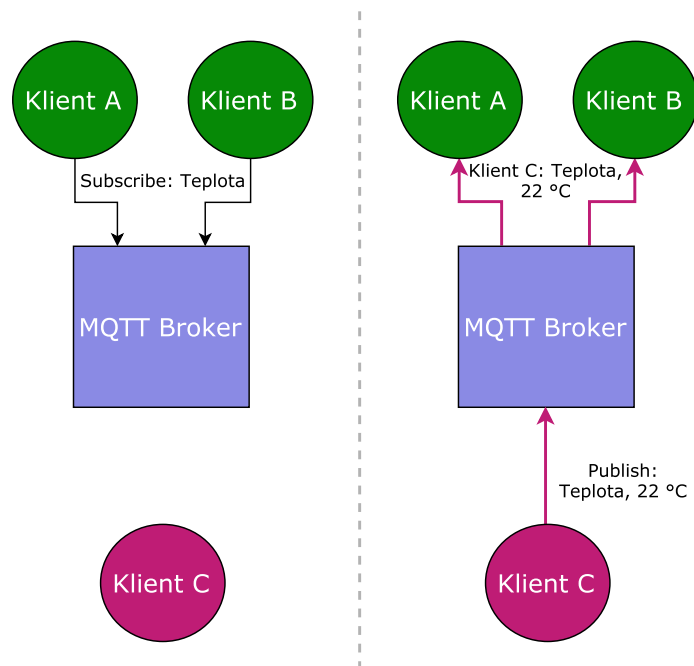 Klient A
Klient B
Subscribe: Teplota
MQTT Broker
Klient C
Klient A
Klient B
Klient C: Teplota,
22 °C
MQTT Broker
Publish:
Teplota, 22 °C
Klient C